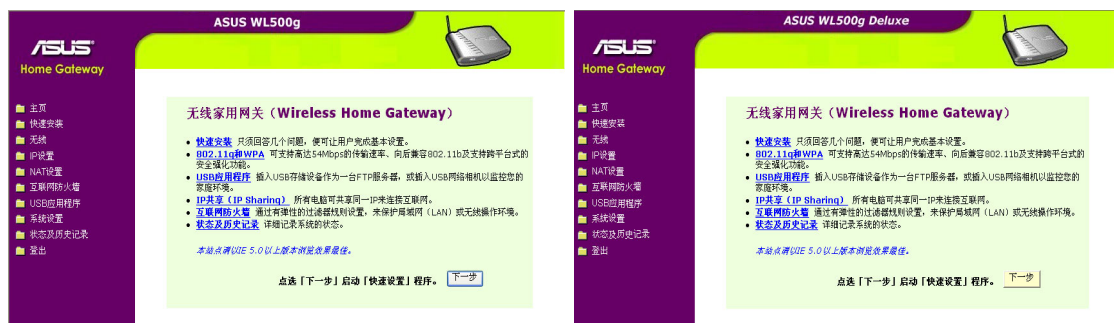 ASUS WL500g
ASUS
Home Gateway
主页
快速安装
无线
IP设置
NAT设置
互联网防火墙
USB应用程序
系统设置
状态及历史记录
登出
无线家用网关（Wireless Home Gateway）
快速安装 只须回答几个问题，便可让用户完成基本设置。
802.11g和WPA 可支持高达54Mbps的传输速率、向后兼容802.11b及支持跨平台式的
安全强化功能。
USB应用程序 插入USB存储设备作为一台FTP服务器，或插入USB网络相机以监控您的
家庭环境。
IP共享（IP Sharing） 所有电脑可共享同一IP来连接互联网。
互联网防火墙 通过有弹性的过滤器规则设置，来保护局域网（LAN）或无线操作环境。
状态及历史记录 详细记录系统的状态。
本站点请以IE 5.0以上版本浏览效果最佳。
点选「下一步」启动「快速设置」程序。 下一步
ASUS WL500g Deluxe
ASUS
Home Gateway
主页
快速安装
无线
IP设置
NAT设置
互联网防火墙
USB应用程序
系统设置
状态及历史记录
登出
无线家用网关（Wireless Home Gateway）
快速安装 只须回答几个问题，便可让用户完成基本设置。
802.11g和WPA 可支持高达54Mbps的传输速率、向后兼容802.11b及支持跨平台式的
安全强化功能。
USB应用程序 插入USB存储设备作为一台FTP服务器，或插入USB网络相机以监控您的
家庭环境。
IP共享（IP Sharing） 所有电脑可共享同一IP来连接互联网。
互联网防火墙 通过有弹性的过滤器规则设置，来保护局域网（LAN）或无线操作环境。
状态及历史记录 详细记录系统的状态。
本站点请以IE 5.0以上版本浏览效果最佳。
点选「下一步」启动「快速设置」程序。 下一步